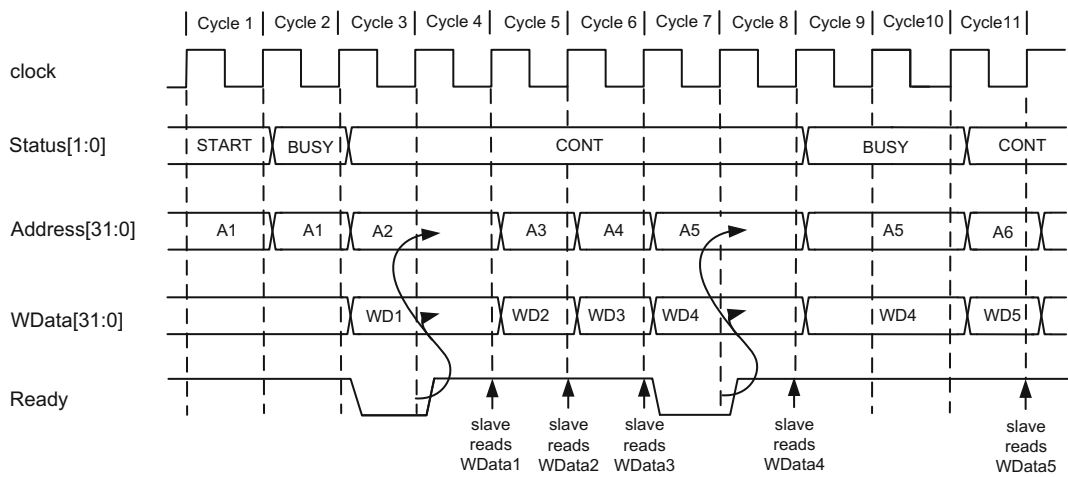 Cycle 1 Cycle 2 Cycle 3 Cycle 4 Cycle 5 Cycle 6 Cycle 7 Cycle 8 Cycle 9 Cycle10 Cycle11
clock
Status[1:0] START BUSY CONT BUSY CONT
Address[31:0] A1 A1 A2 A3 A4 A5 A5 A6
WData[31:0] WD1 WD2 WD3 WD4 WD4 WD5
Ready
slave reads WData1
slave reads WData2
slave reads WData3
slave reads WData4
slave reads WData5